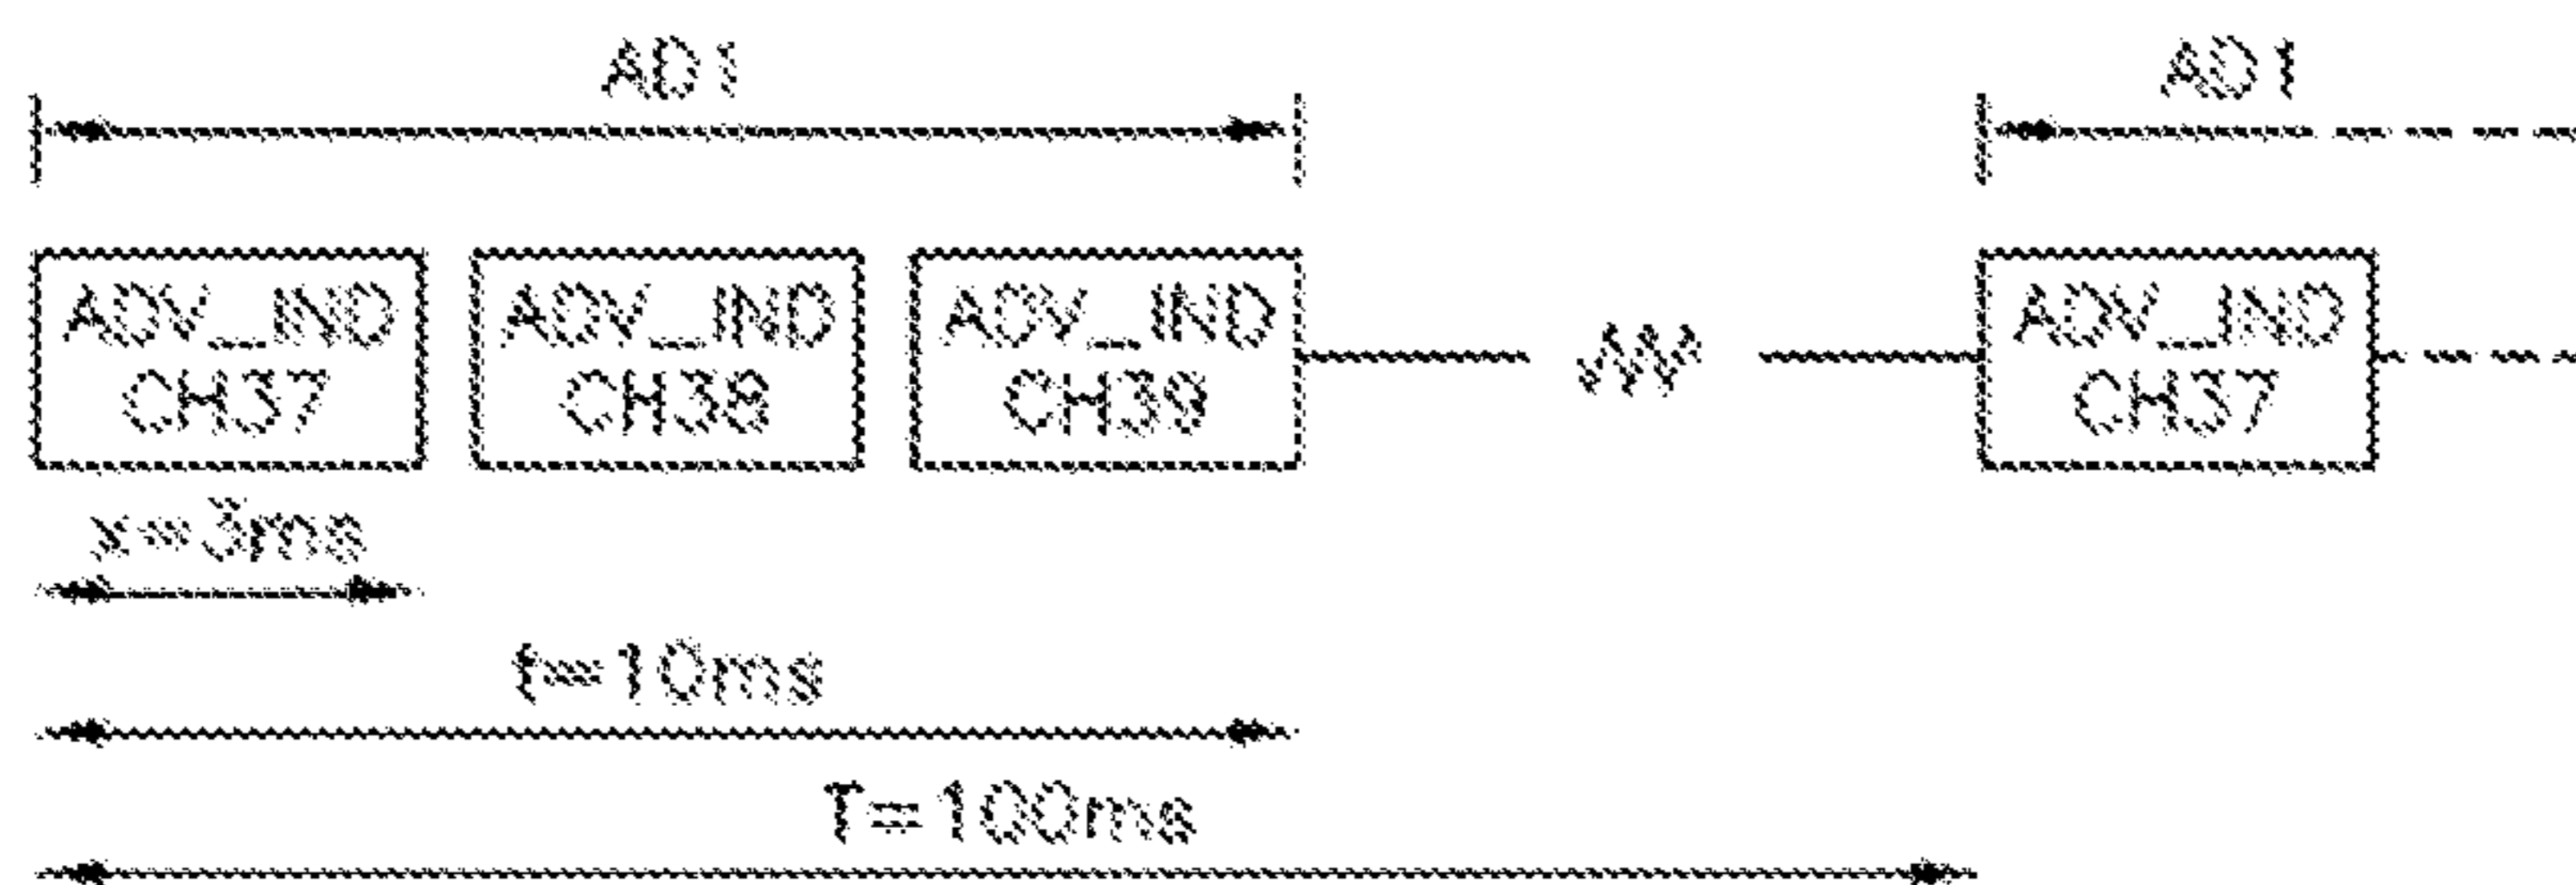 AD1
AD1
ADV_IND
CH37
ADV_IND
CH38
ADV_IND
CH39
ADV_IND
CH37
x=3ms
t=10ms
T=100ms